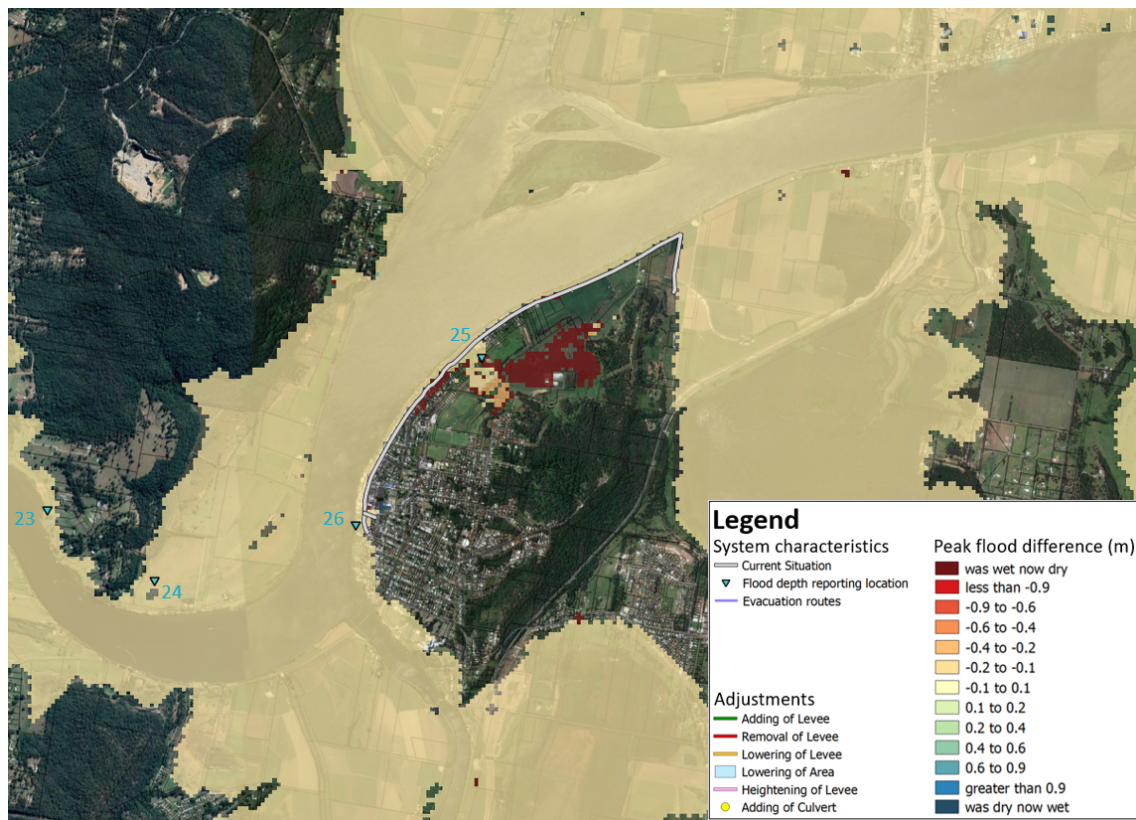 25
23
26
24
Legend
System characteristics
Current Situation
Flood depth reporting location
Evacuation routes
Adjustments
Adding of Levee
Removal of Levee
Lowering of Levee
Lowering of Area
Heightening of Levee
Adding of Culvert
Peak flood difference (m)
was wet now dry
less than -0.9
-0.9 to -0.6
-0.6 to -0.4
-0.4 to -0.2
-0.2 to -0.1
-0.1 to 0.1
0.1 to 0.2
0.2 to 0.4
0.4 to 0.6
0.6 to 0.9
greater than 0.9
was dry now wet